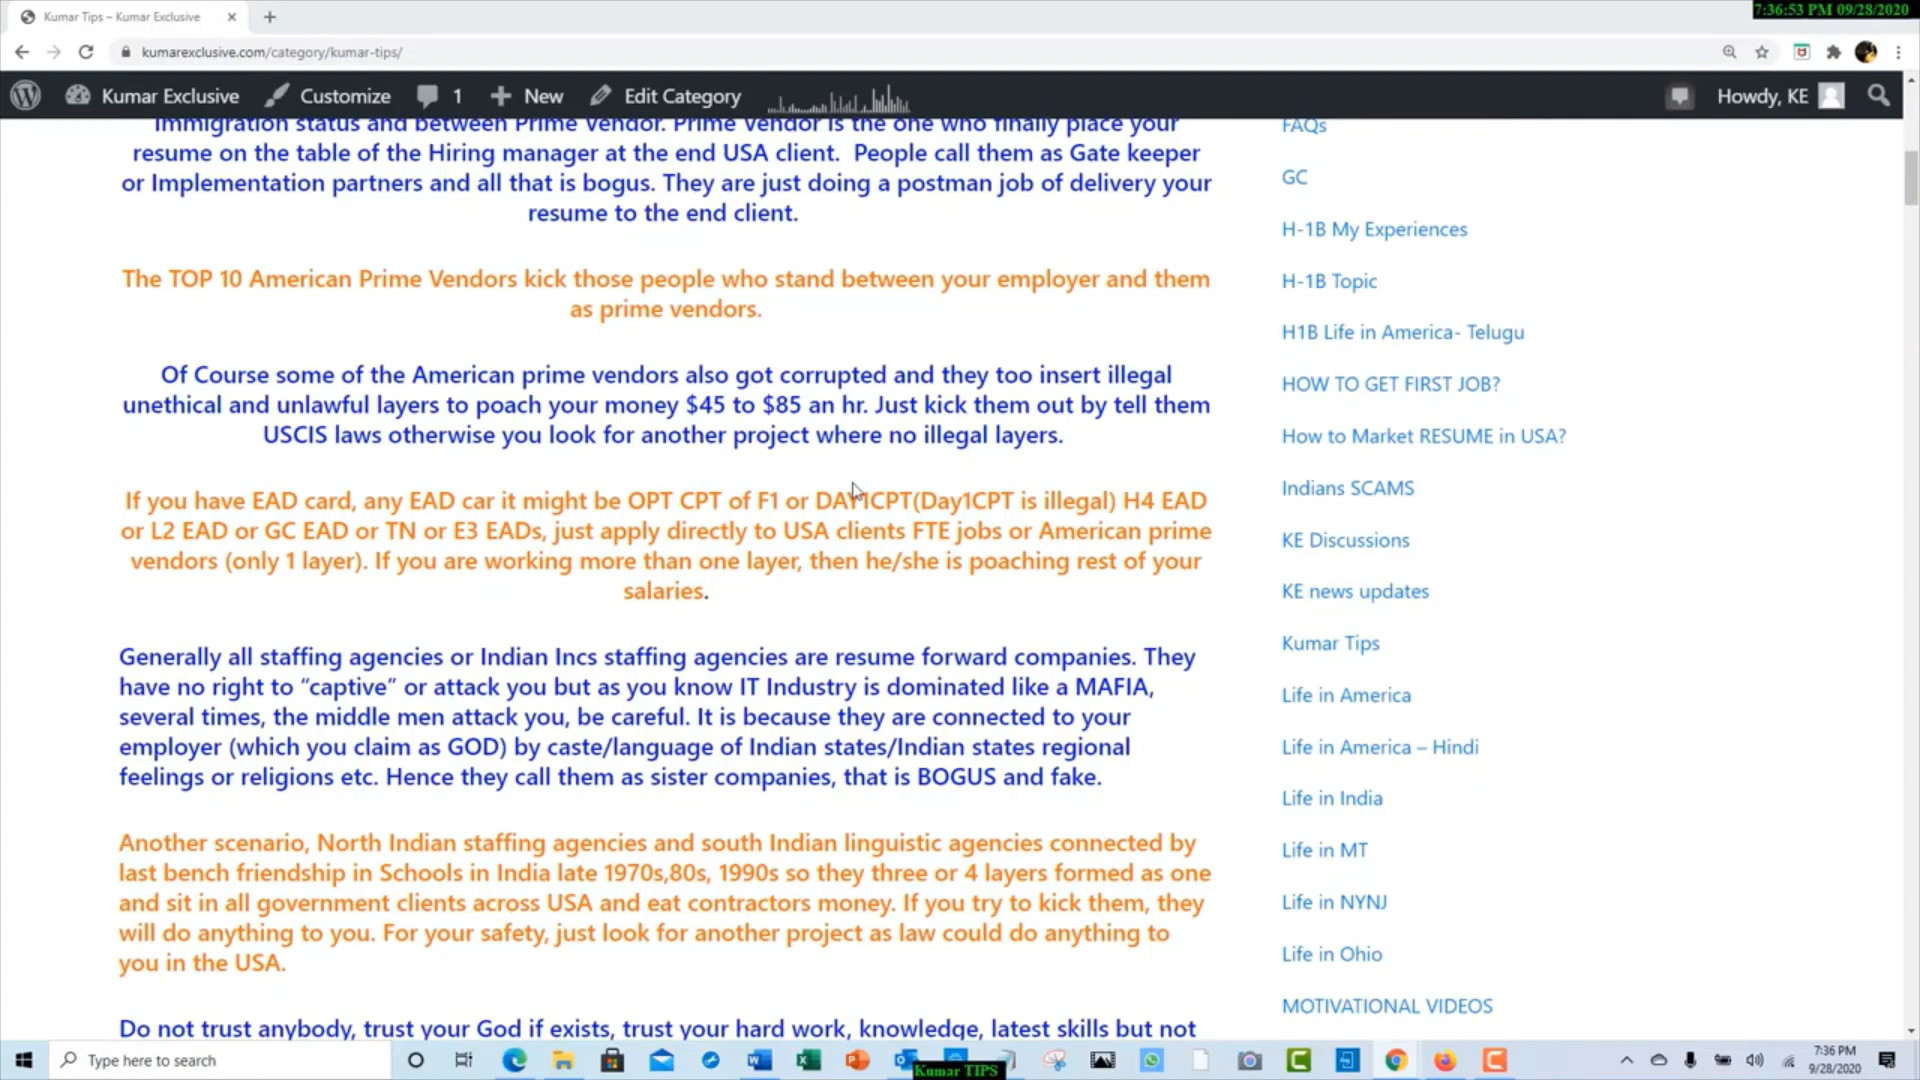 Kumar Tips – Kumar Exclusive
7:36:53 PM 09/28/2020
kumarexclusive.com/category/kumar-tips/
Kumar Exclusive
Customize
1
New
Edit Category
Howdy, KE
Immigration status and between Prime Vendor. Prime Vendor is the one who finally place your
resume on the table of the Hiring manager at the end USA client. People call them as Gate keeper
or Implementation partners and all that is bogus. They are just doing a postman job of delivery your
resume to the end client.
The TOP 10 American Prime Vendors kick those people who stand between your employer and them
as prime vendors.
Of Course some of the American prime vendors also got corrupted and they too insert illegal
unethical and unlawful layers to poach your money $45 to $85 an hr. Just kick them out by tell them
USCIS laws otherwise you look for another project where no illegal layers.
If you have EAD card, any EAD car it might be OPT CPT of F1 or DAY1CPT(Day1CPT is illegal) H4 EAD
or L2 EAD or GC EAD or TN or E3 EADs, just apply directly to USA clients FTE jobs or American prime
vendors (only 1 layer). If you are working more than one layer, then he/she is poaching rest of your
salaries.
Generally all staffing agencies or Indian Incs staffing agencies are resume forward companies. They
have no right to “captive” or attack you but as you know IT Industry is dominated like a MAFIA,
several times, the middle men attack you, be careful. It is because they are connected to your
employer (which you claim as GOD) by caste/language of Indian states/Indian states regional
feelings or religions etc. Hence they call them as sister companies, that is BOGUS and fake.
Another scenario, North Indian staffing agencies and south Indian linguistic agencies connected by
last bench friendship in Schools in India late 1970s,80s, 1990s so they three or 4 layers formed as one
and sit in all government clients across USA and eat contractors money. If you try to kick them, they
will do anything to you. For your safety, just look for another project as law could do anything to
you in the USA.
Do not trust anybody, trust your God if exists, trust your hard work, knowledge, latest skills but not
FAQs
GC
H-1B My Experiences
H-1B Topic
H1B Life in America- Telugu
HOW TO GET FIRST JOB?
How to Market RESUME in USA?
Indians SCAMS
KE Discussions
KE news updates
Kumar Tips
Life in America
Life in America – Hindi
Life in India
Life in MT
Life in NYNJ
Life in Ohio
MOTIVATIONAL VIDEOS
Type here to search
Kumar TIPS
7:36 PM
9/28/2020